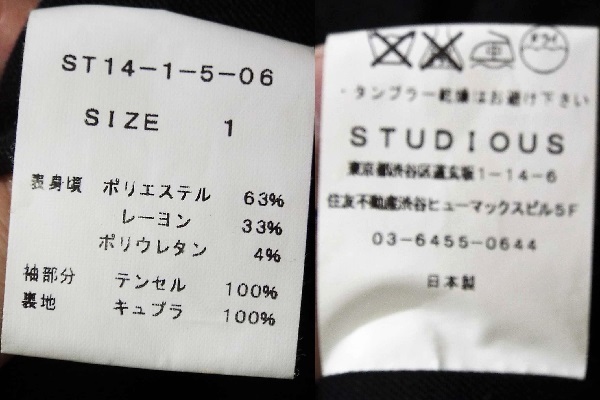 ST14-1-5-06
SIZE 1
表身頃 ポリエステル 63%
レーヨン 33%
ポリウレタン 4%
袖部分 テンセル 100%
裏地 キュプラ 100%
中 ドライ
・タンブラー乾燥はお避け下さい
STUDIOUS
東京都渋谷区道玄坂1-14-6
住友不動産渋谷ヒューマックスビル5F
03-6455-0644
日本製